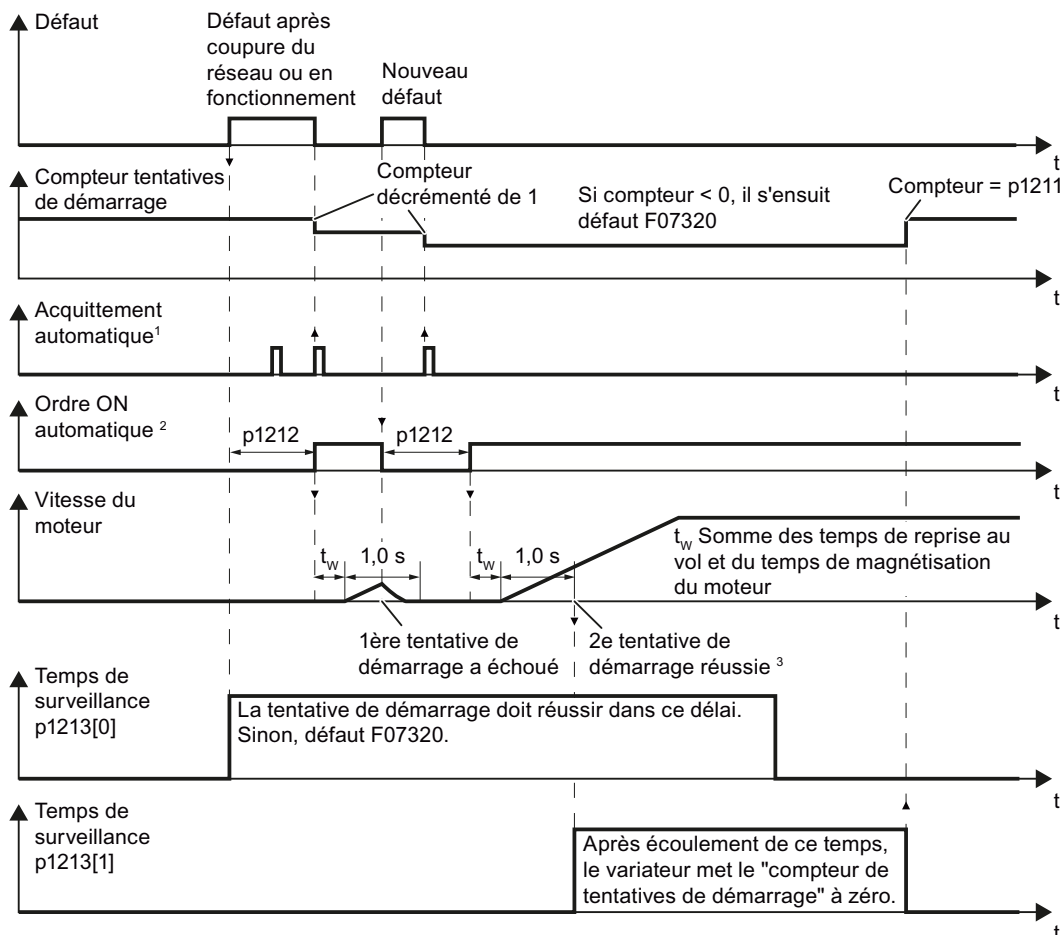 Défaut
Défaut après
coupure du
réseau ou en
fonctionnement
Nouveau
défaut
t
Compteur tentatives
de démarrage
Compteur
décrémenté de 1
Si compteur < 0, il s'ensuit
défaut F07320
Compteur = p1211
t
Acquittement
automatique¹
t
Ordre ON
automatique ²
p1212
p1212
t
Vitesse du
moteur
tw
1,0 s
tw
1,0 s
tw Somme des temps de reprise au
vol et du temps de magnétisation
du moteur
t
1ère tentative de
démarrage a échoué
2e tentative de
démarrage réussie ³
Temps de
surveillance
p1213[0]
La tentative de démarrage doit réussir dans ce délai.
Sinon, défaut F07320.
t
Temps de
surveillance
p1213[1]
Après écoulement de ce temps,
le variateur met le "compteur de
tentatives de démarrage" à zéro.
t